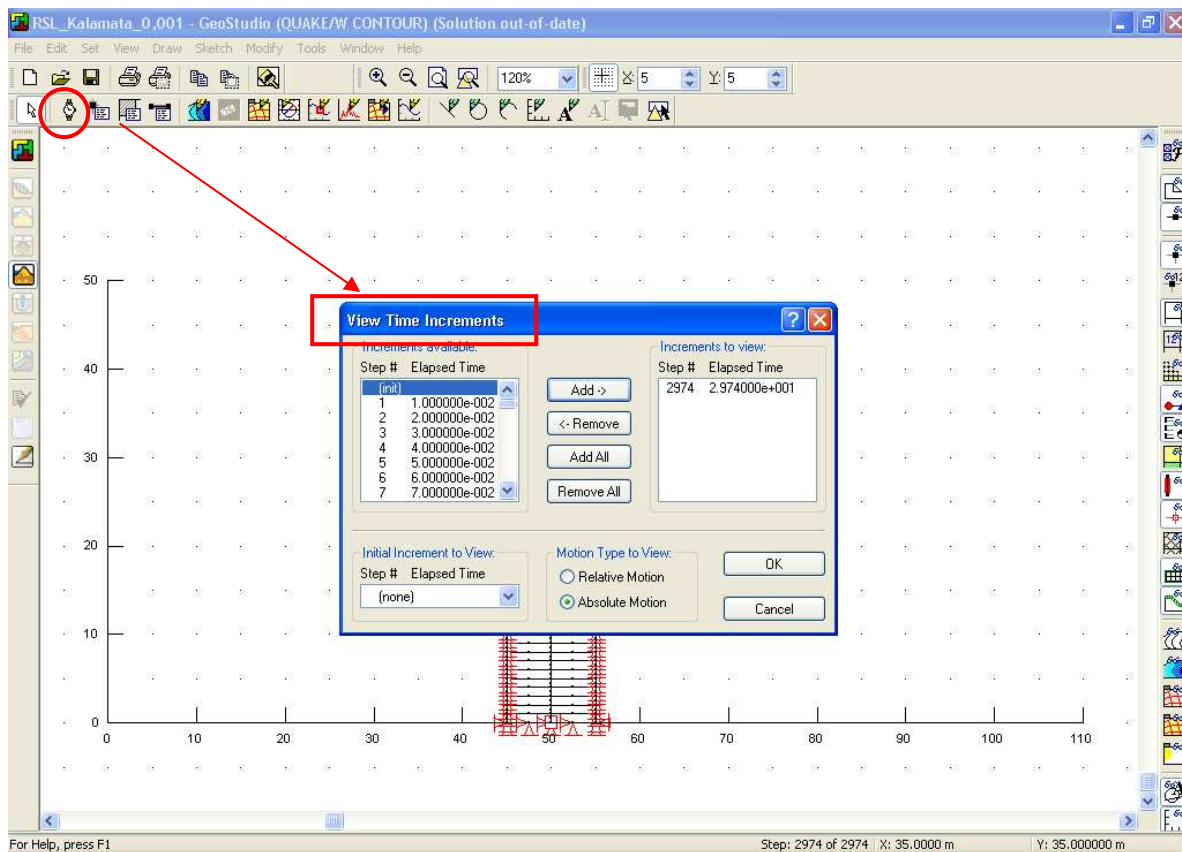 RSL_Kalamata_0,001 - GeoStudio (QUAKE/W CONTOUR) (Solution out-of-date)
File Edit Set View Draw Sketch Modify Tools Window Help
120% X: 5 Y: 5
50
40
30
20
10
0
0 10 20 30 40 50 60 70 80 90 100 110
View Time Increments
Increments available:
Step # Elapsed Time
(init)
1 1.000000e-002
2 2.000000e-002
3 3.000000e-002
4 4.000000e-002
5 5.000000e-002
6 6.000000e-002
7 7.000000e-002
Add ->
<- Remove
Add All
Remove All
Increments to view:
Step # Elapsed Time
2974 2.974000e+001
Initial Increment to View:
Step # Elapsed Time
(none)
Motion Type to View:
Relative Motion
Absolute Motion
OK
Cancel
For Help, press F1
Step: 2974 of 2974 X: 35.0000 m Y: 35.000000 m